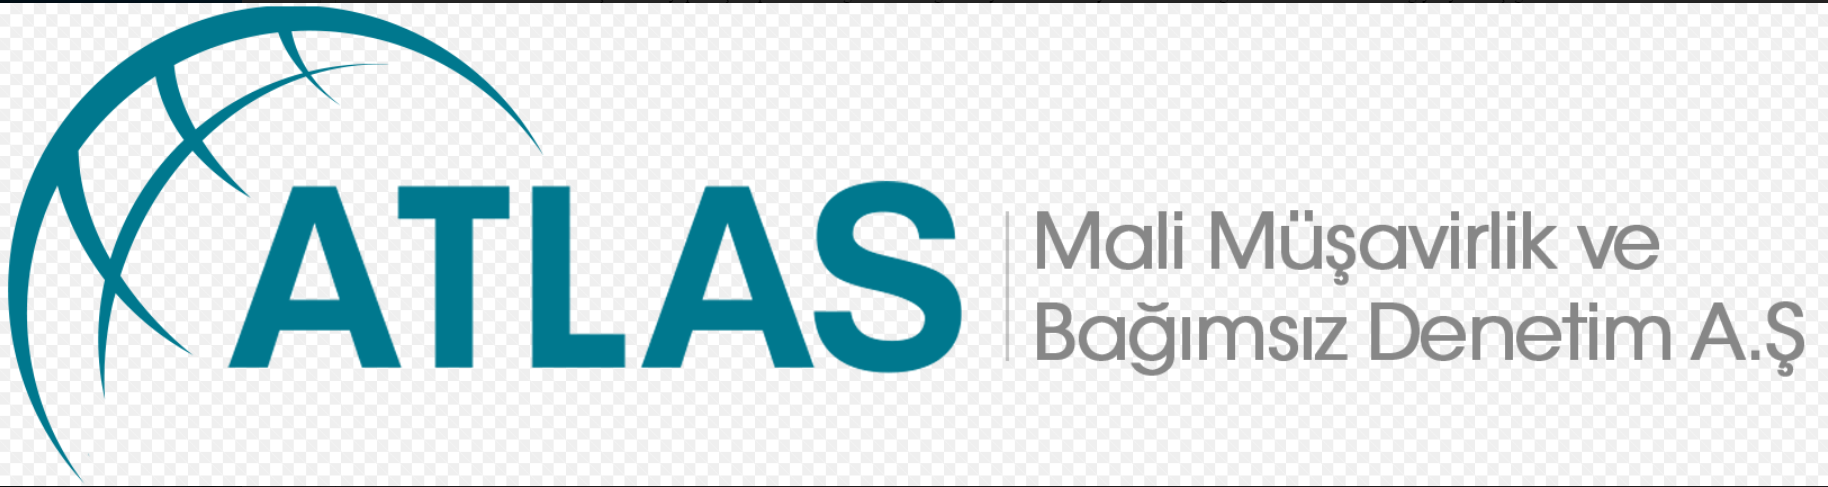 ATLAS
Mali Müşavirlik ve
Bağımsız Denetim A.Ş